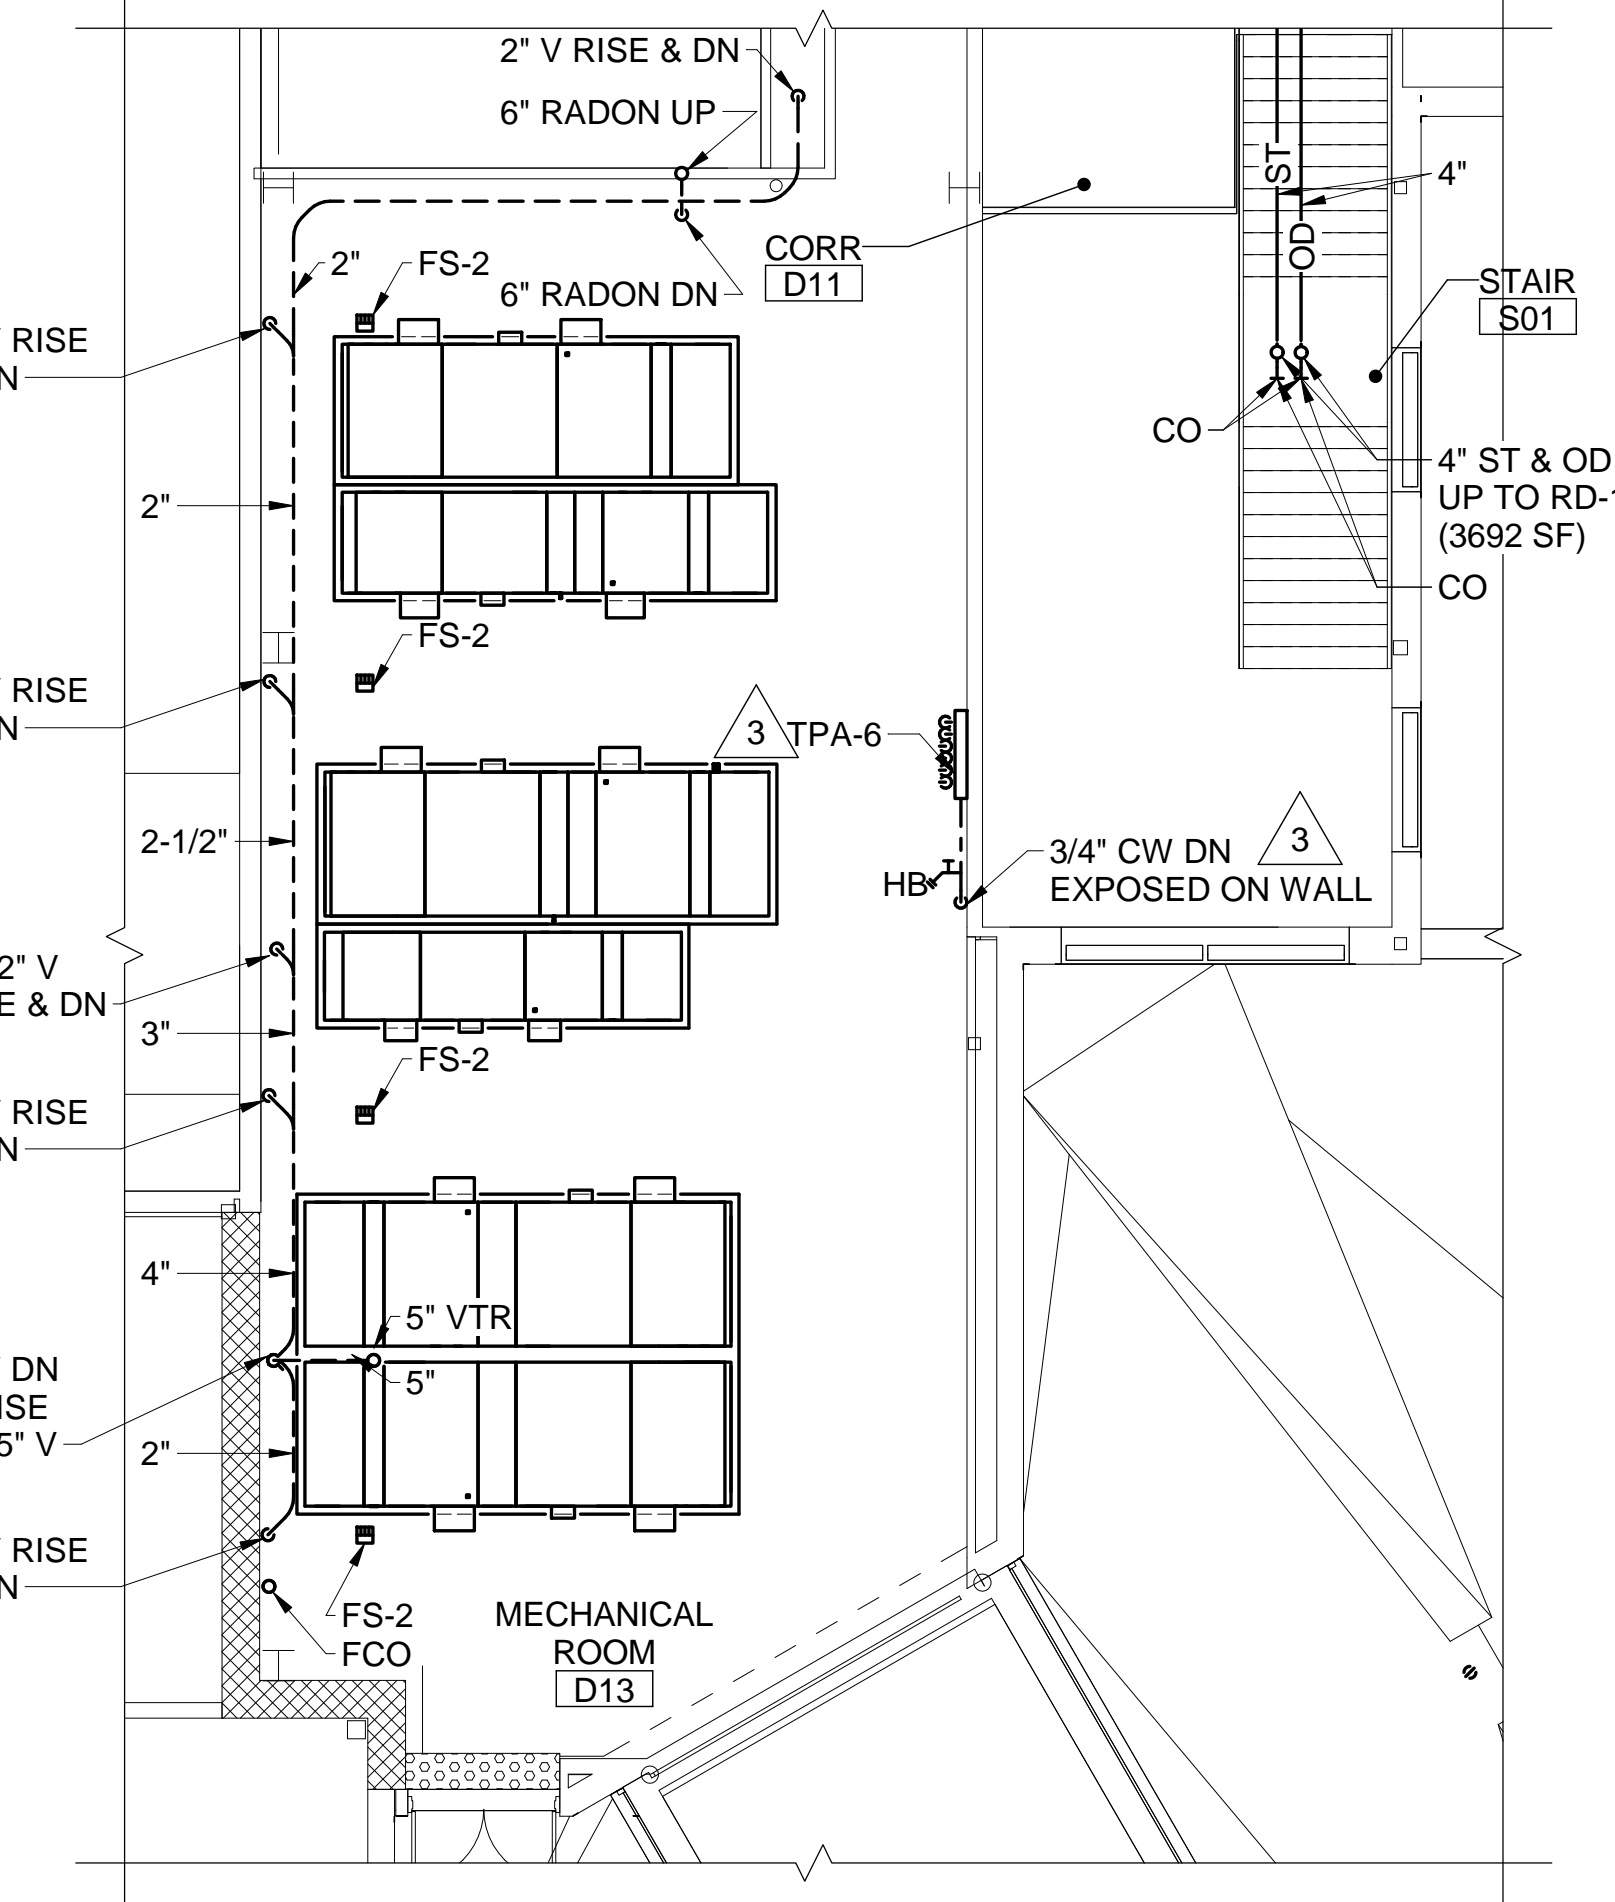 2" V RISE & DN
6" RADON UP
ST
4"
CORR
D11
OD
2"
FS-2
6" RADON DN
STAIR
S01
RISE
N
CO
4" ST & OD
UP TO RD-1
(3692 SF)
2"
CO
FS-2
RISE
N
3
TPA-6
2-1/2"
3/4" CW DN
EXPOSED ON WALL
3
HB
2" V
E & DN
3"
FS-2
RISE
N
4"
5" VTR
5"
DN
ISE
5" V
2"
RISE
N
FS-2
FCO
MECHANICAL
ROOM
D13